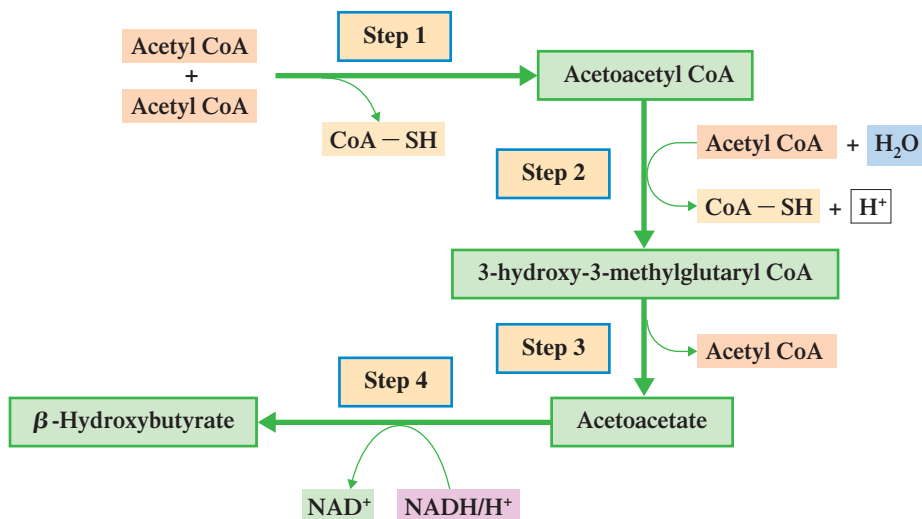 Acetyl CoA
+
Acetyl CoA
Step 1
CoA — SH
Acetoacetyl CoA
Step 2
Acetyl CoA + H₂O
CoA — SH + H⁺
3-hydroxy-3-methylglutaryl CoA
Step 3
Acetyl CoA
Acetoacetate
Step 4
NAD⁺ NADH/H⁺
β-Hydroxybutyrate